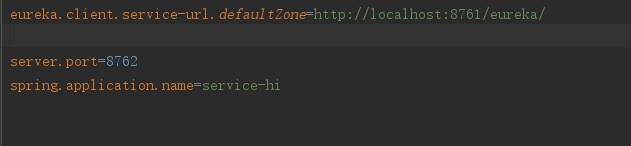 eureka.client.service-url.defaultZone=http://localhost:8761/eureka/
server.port=8762
spring.application.name=service-hi